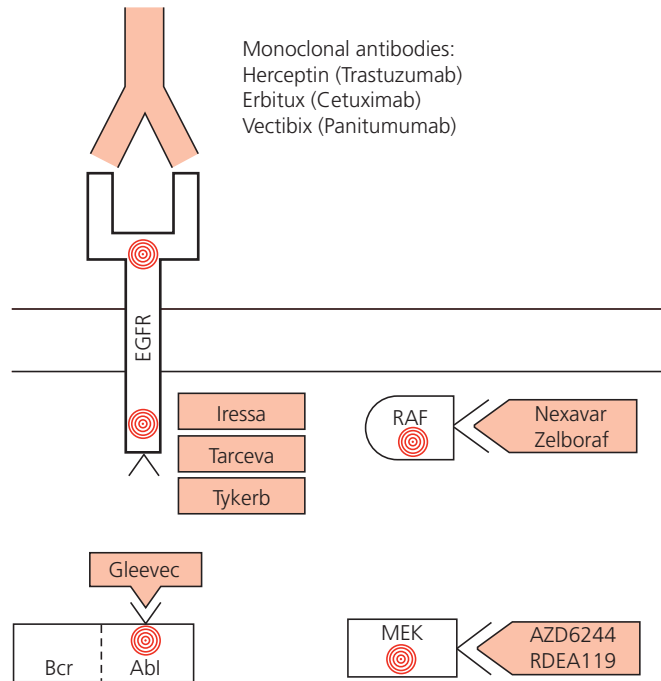 Monoclonal antibodies:
Herceptin (Trastuzumab)
Erbitux (Cetuximab)
Vectibix (Panitumumab)
EGFR
Iressa
Tarceva
Tykerb
RAF
Nexavar
Zelboraf
Gleevec
Bcr
Abl
MEK
AZD6244
RDEA119